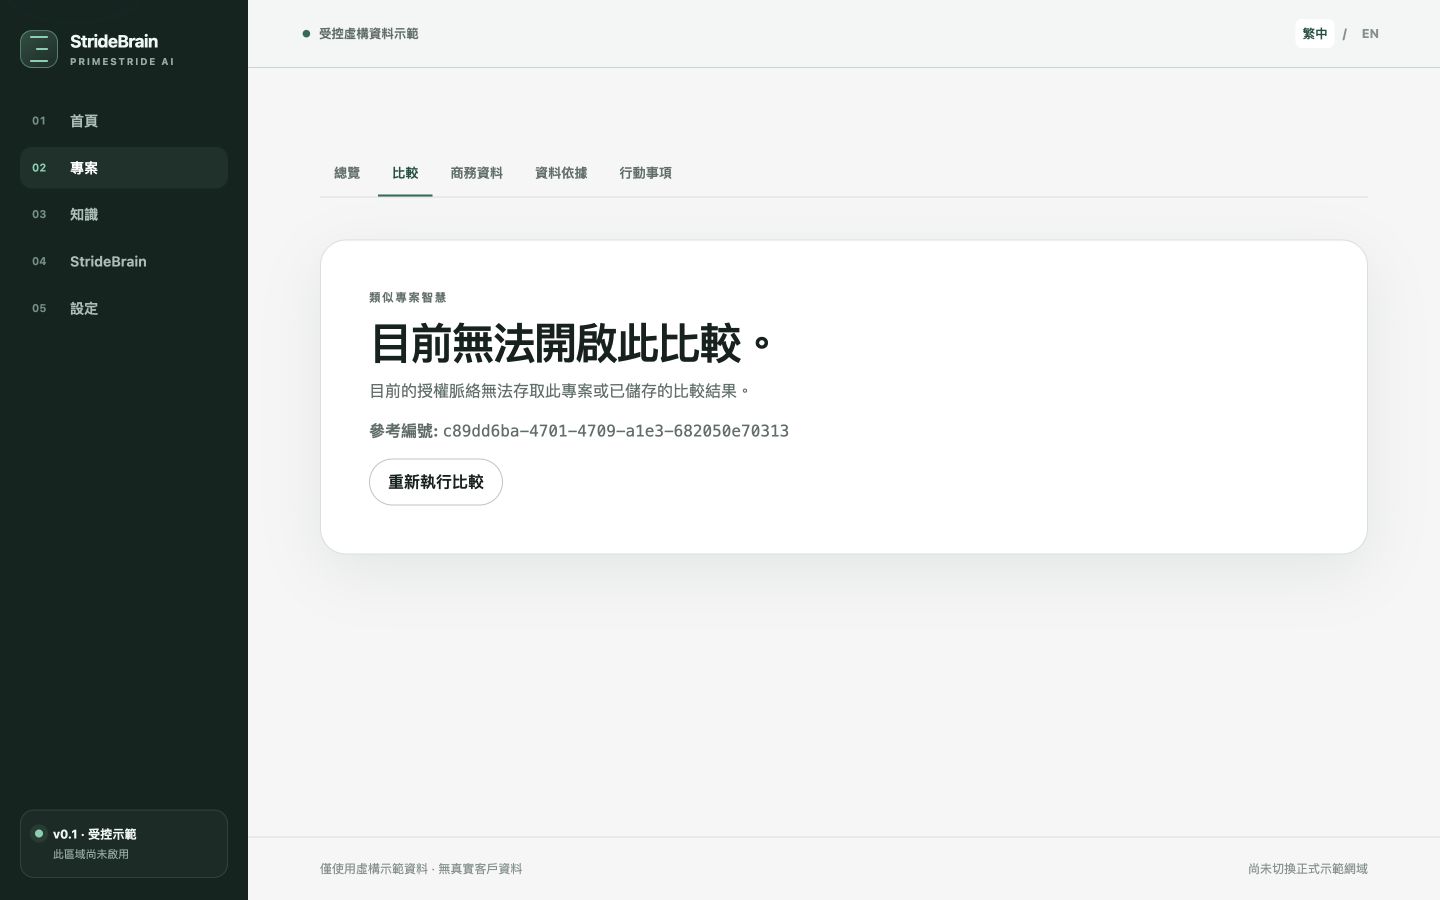 StrideBrain
PRIMESTRIDE AI
01 首頁
02 專案
03 知識
04 StrideBrain
05 設定
v0.1 · 受控示範
此區域尚未啟用
受控虛構資料示範
繁中 / EN
總覽 比較 商務資料 資料依據 行動事項
類似專案智慧
目前無法開啟此比較。
目前的授權脈絡無法存取此專案或已儲存的比較結果。
參考編號: c89dd6ba-4701-4709-a1e3-682050e70313
重新執行比較
僅使用虛構示範資料 · 無真實客戶資料
尚未切換正式示範網域